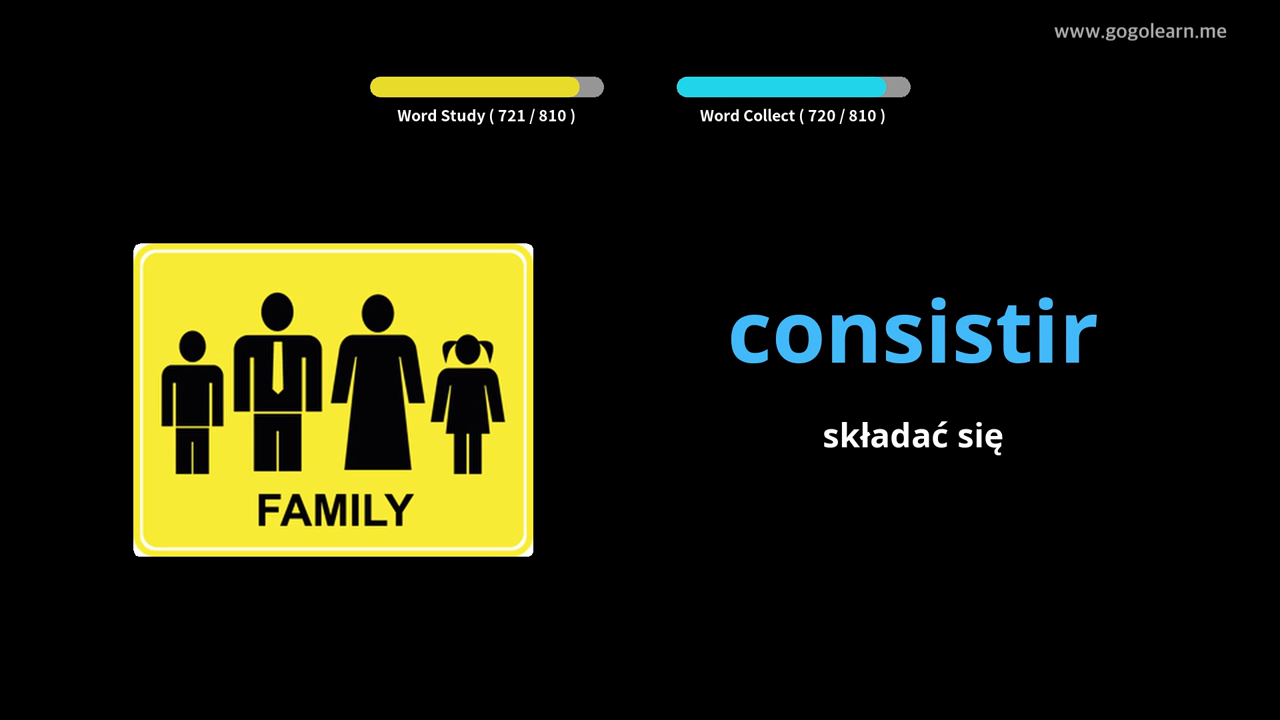 www.gogolearn.me
Word Study ( 721 / 810 )
Word Collect ( 720 / 810 )
FAMILY
consistir
składać się